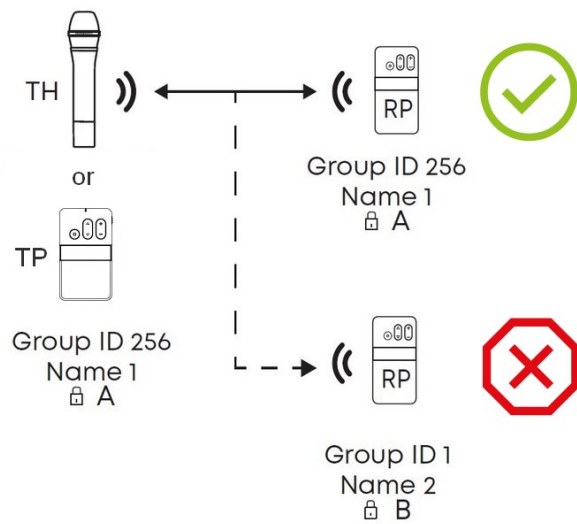 TH
RP
Group ID 256
Name 1
A
or
TP
Group ID 256
Name 1
A
RP
Group ID 1
Name 2
B